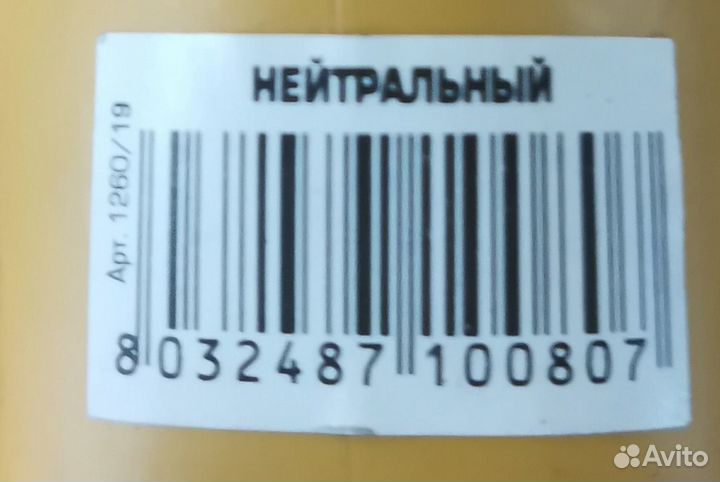 НЕЙТРАЛЬНЫЙ
Арт. 1260/19
8 032487 100807
Avito